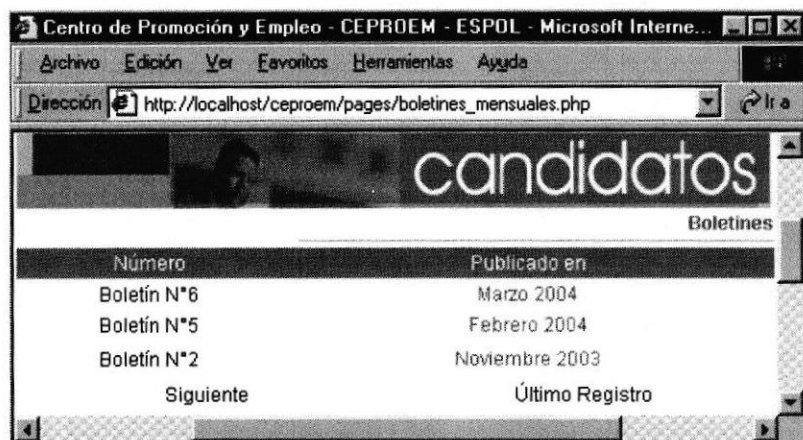 Centro de Promoción y Empleo - CEPROEM - ESPOL - Microsoft Interne...
Archivo Edición Ver Favoritos Herramientas Ayuda
Dirección http://localhost/ceproem/pages/boletines_mensuales.php Ir a
candidatos
Boletines
Número Publicado en
Boletín N°6 Marzo 2004
Boletín N°5 Febrero 2004
Boletín N°2 Noviembre 2003
Siguiente Último Registro